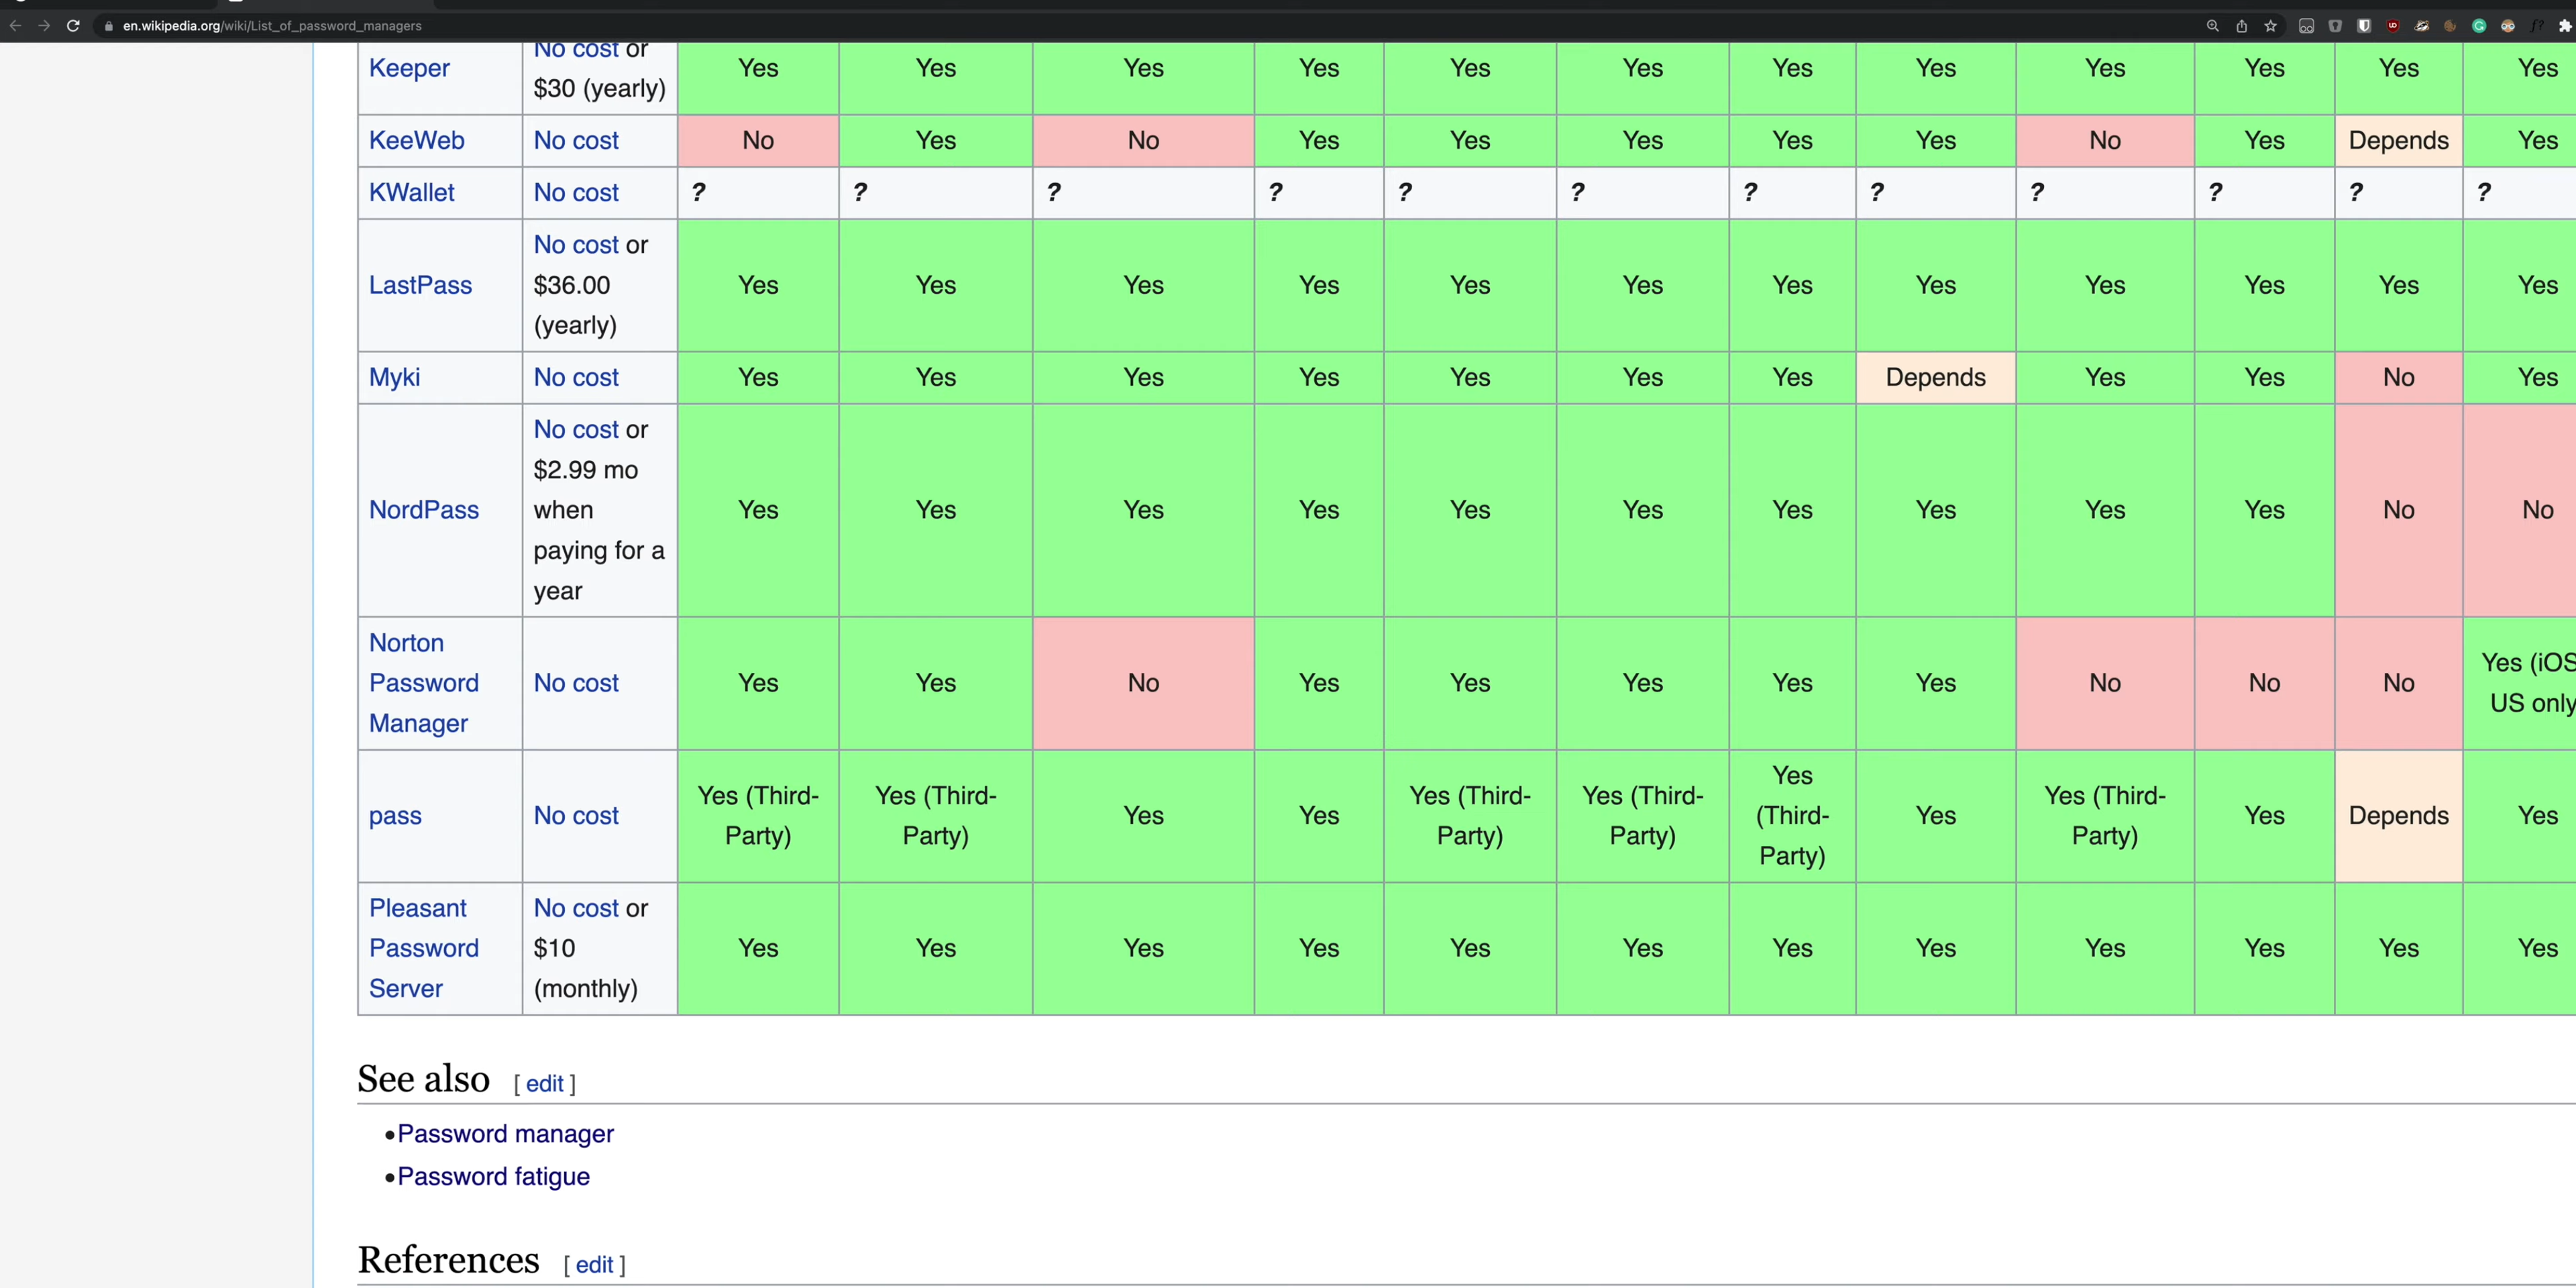 en.wikipedia.org/wiki/List_of_password_managers
Keeper No cost or $30 (yearly) Yes Yes Yes Yes Yes Yes Yes Yes Yes Yes Yes Yes
KeeWeb No cost No Yes No Yes Yes Yes Yes Yes No Yes Depends Yes
KWallet No cost ? ? ? ? ? ? ? ? ? ? ? ?
LastPass No cost or $36.00 (yearly) Yes Yes Yes Yes Yes Yes Yes Yes Yes Yes Yes Yes
Myki No cost Yes Yes Yes Yes Yes Yes Yes Depends Yes Yes No Yes
NordPass No cost or $2.99 mo when paying for a year Yes Yes Yes Yes Yes Yes Yes Yes Yes Yes No No
Norton Password Manager No cost Yes Yes No Yes Yes Yes Yes Yes No No No Yes (iOS US only
pass No cost Yes (Third-Party) Yes (Third-Party) Yes Yes Yes (Third-Party) Yes (Third-Party) Yes (Third-Party) Yes Yes (Third-Party) Yes Depends Yes
Pleasant Password Server No cost or $10 (monthly) Yes Yes Yes Yes Yes Yes Yes Yes Yes Yes Yes Yes
See also [ edit ]
•Password manager
•Password fatigue
References [ edit ]